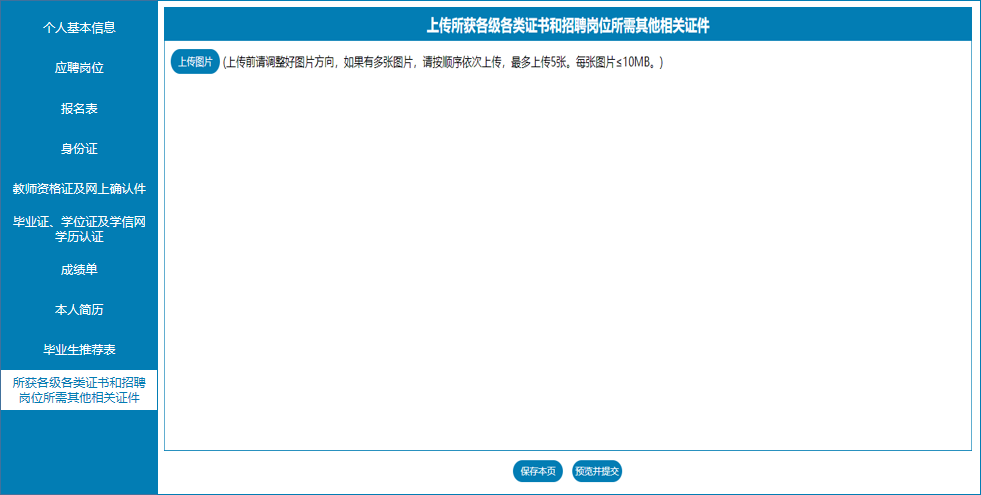 个人基本信息
应聘岗位
报名表
身份证
教师资格证及网上确认件
毕业证、学位证及学信网
学历认证
成绩单
本人简历
毕业生推荐表
所获各级各类证书和招聘
岗位所需其他相关证件
上传所获各级各类证书和招聘岗位所需其他相关证件
上传图片 (上传前请调整好图片方向，如果有多张图片，请按顺序依次上传，最多上传5张。每张图片≤10MB。)
保存本页 预览并提交